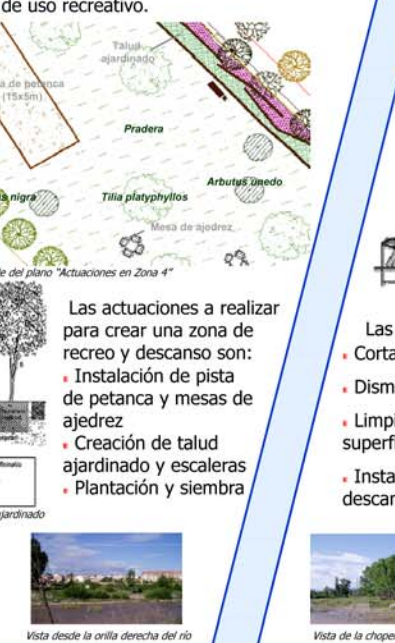 de uso recreativo.
Talud
ajardinado
de petanca
(15x5m)
Pradera
Arbutus unedo
nigra
Tilia platyphyllos
Mesa de ajedrez
del plano "Actuaciones en Zona 4"
Las actuaciones a realizar
para crear una zona de
recreo y descanso son:
Instalación de pista
de petanca y mesas de
ajedrez
Creación de talud
ajardinado y escaleras
Plantación y siembra
ajardinado
Vista desde la orilla derecha del río
Las
Corta
Dism
Limpi
superfi
Insta
descan
Vista de la chope